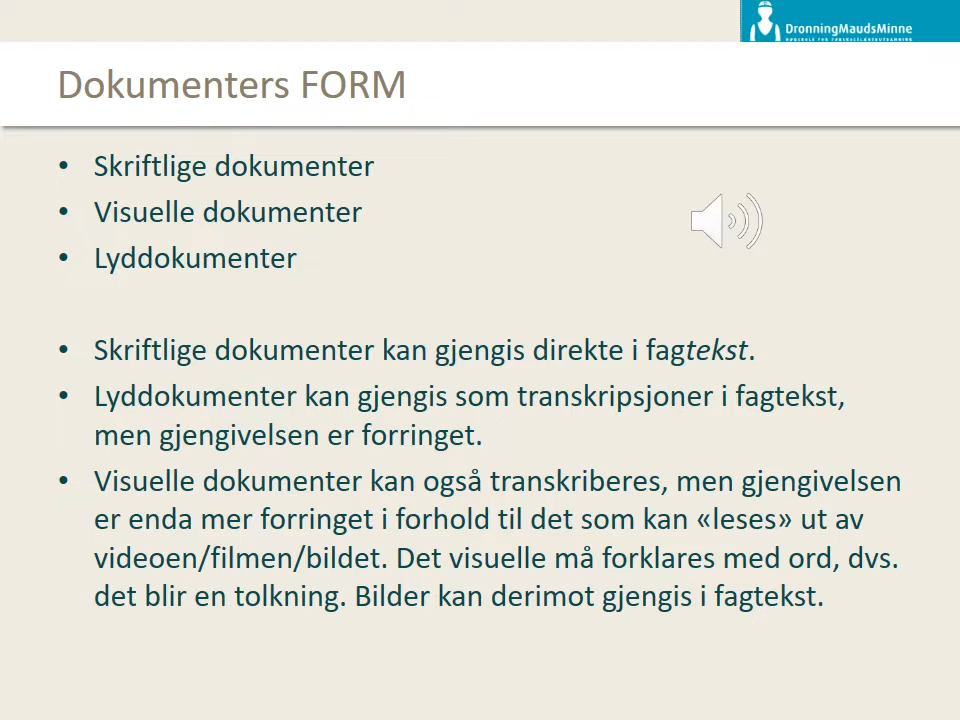 DronningMaudsMinne
HØGSKOLE FOR FØRSKOLELÆRERUTDANNING
Dokumenters FORM
• Skriftlige dokumenter
• Visuelle dokumenter
• Lyddokumenter
• Skriftlige dokumenter kan gjengis direkte i fagtekst.
• Lyddokumenter kan gjengis som transkripsjoner i fagtekst,
men gjengivelsen er forringet.
• Visuelle dokumenter kan også transkriberes, men gjengivelsen
er enda mer forringet i forhold til det som kan «leses» ut av
videoen/filmen/bildet. Det visuelle må forklares med ord, dvs.
det blir en tolkning. Bilder kan derimot gjengis i fagtekst.